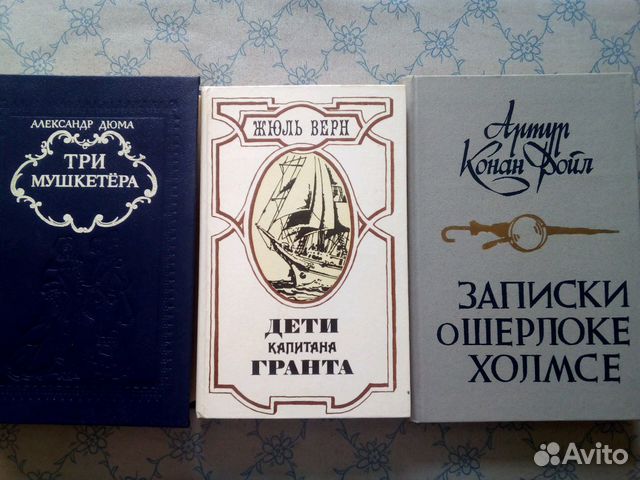 АЛЕКСАНДР ДЮМА
ТРИ
МУШКЕТЁРА
ЖЮЛЬ ВЕРН
ДЕТИ
КАПИТАНА
ГРАНТА
Артур
Конан Дойл
ЗАПИСКИ
О ШЕРЛОКЕ
ХОЛМСЕ
Avito